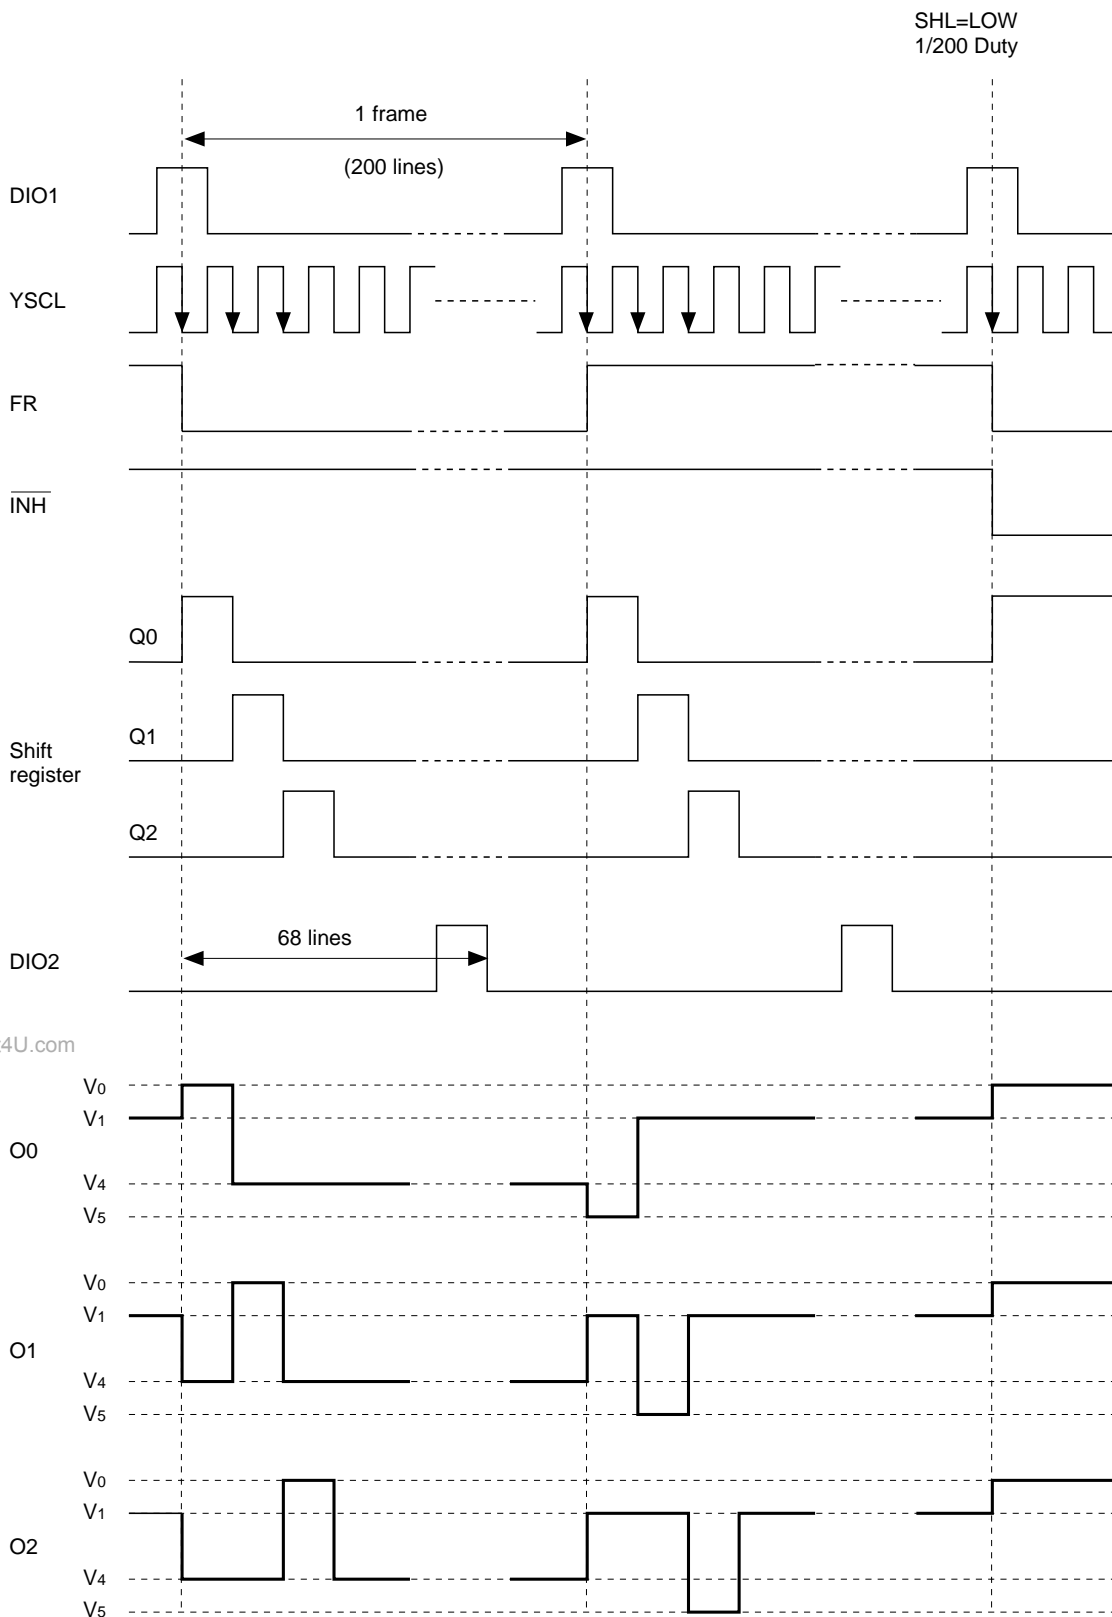 SHL=LOW
1/200 Duty
1 frame
(200 lines)
DIO1
YSCL
FR
INH
Q0
Q1
Shift
register
Q2
68 lines
DIO2
4U.com
V0
V1
O0
V4
V5
V0
V1
O1
V4
V5
V0
V1
O2
V4
V5